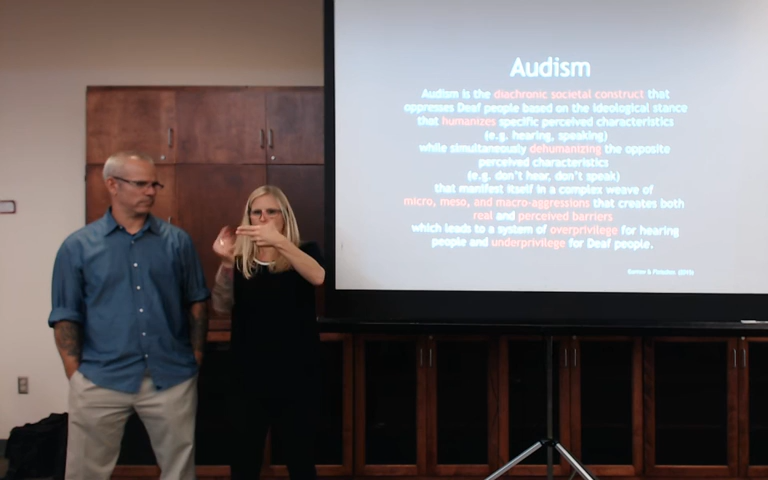 Audism
Audism is the diachronic societal construct that
oppresses Deaf people based on the ideological stance
that humanizes specific perceived characteristics
(e.g. hearing, speaking)
while simultaneously dehumanizing the opposite
perceived characteristics
(e.g. don't hear, don't speak)
that manifest itself in a complex weave of
micro, meso, and macro-aggressions that creates both
real and perceived barriers
which leads to a system of overprivilege for hearing
people and underprivilege for Deaf people.